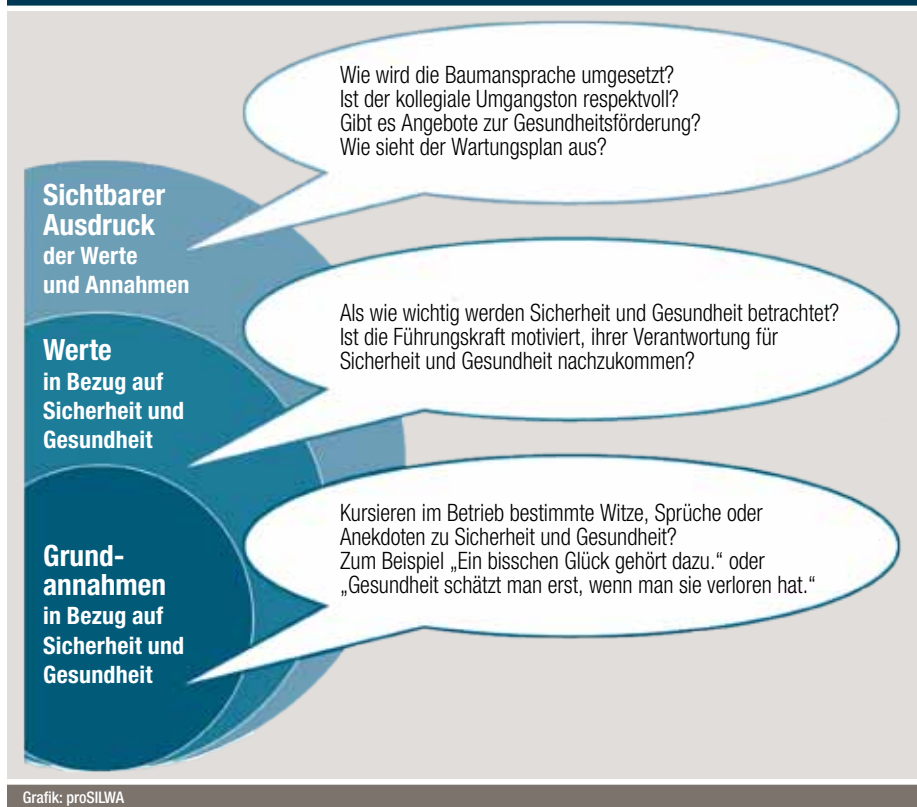 Wie wird die Baumansprache umgesetzt?
Ist der kollegiale Umgangston respektvoll?
Gibt es Angebote zur Gesundheitsförderung?
Wie sieht der Wartungsplan aus?
Sichtbarer
Ausdruck
der Werte
und Annahmen
Als wie wichtig werden Sicherheit und Gesundheit betrachtet?
Ist die Führungskraft motiviert, ihrer Verantwortung für
Sicherheit und Gesundheit nachzukommen?
Werte
in Bezug auf
Sicherheit und
Gesundheit
Kursieren im Betrieb bestimmte Witze, Sprüche oder
Anekdoten zu Sicherheit und Gesundheit?
Zum Beispiel „Ein bisschen Glück gehört dazu.“ oder
„Gesundheit schätzt man erst, wenn man sie verloren hat.“
Grund-
annahmen
in Bezug auf
Sicherheit und
Gesundheit
Grafik: proSILWA